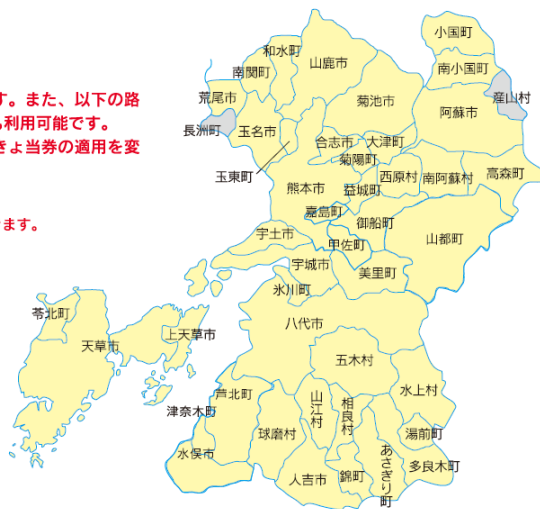 す。また、以下の路
利用可能です。
きょ当券の適用を変
きます。
小国町
和水町
山鹿市
南関町
南小国町
荒尾市
菊池市
産山村
阿蘇市
長洲町
玉名市
合志市
大津町
菊陽町
玉東町
西原村
南阿蘇村
高森町
熊本市
益城町
嘉島町
御船町
宇土市
甲佐町
山都町
宇城市
美里町
氷川町
苓北町
八代市
上天草市
天草市
五木村
水上村
芦北町
山江村
相良村
津奈木町
球磨村
湯前町
水俣市
あさぎり町
多良木町
人吉市
錦町